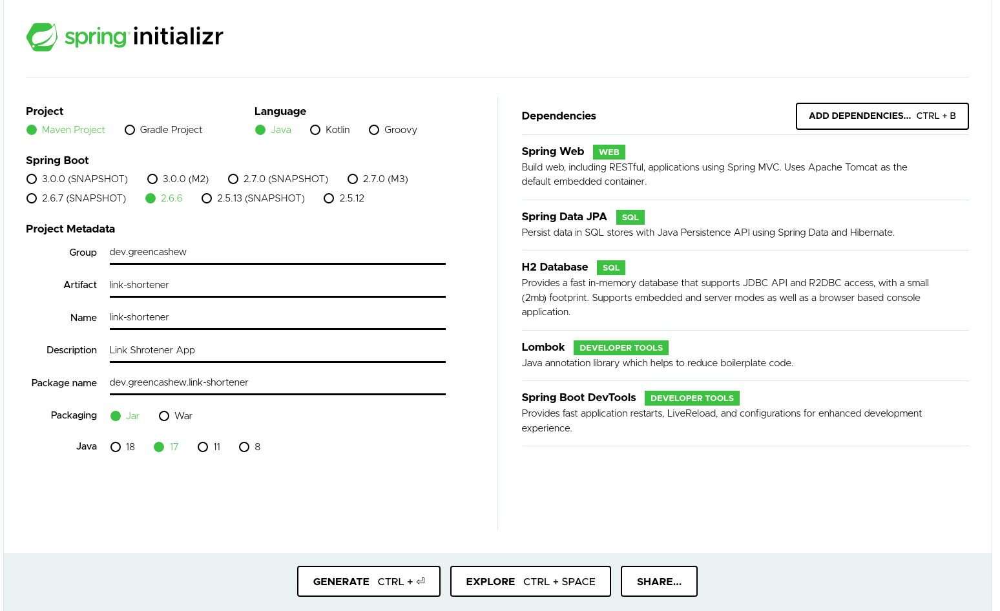 spring initializr
Project
Maven Project Gradle Project
Language
Java Kotlin Groovy
Spring Boot
3.0.0 (SNAPSHOT) 3.0.0 (M2) 2.7.0 (SNAPSHOT) 2.7.0 (M3)
2.6.7 (SNAPSHOT) 2.6.6 2.5.13 (SNAPSHOT) 2.5.12
Project Metadata
Group dev.greencashew
Artifact link-shortener
Name link-shortener
Description Link Shrotener App
Package name dev.greencashew.link-shortener
Packaging Jar War
Java 18 17 11 8
Dependencies
ADD DEPENDENCIES... CTRL + B
Spring Web WEB
Build web, including RESTful, applications using Spring MVC. Uses Apache Tomcat as the
default embedded container.
Spring Data JPA SQL
Persist data in SQL stores with Java Persistence API using Spring Data and Hibernate.
H2 Database SQL
Provides a fast in-memory database that supports JDBC API and R2DBC access, with a small
(2mb) footprint. Supports embedded and server modes as well as a browser based console
application.
Lombok DEVELOPER TOOLS
Java annotation library which helps to reduce boilerplate code.
Spring Boot DevTools DEVELOPER TOOLS
Provides fast application restarts, LiveReload, and configurations for enhanced development
experience.
GENERATE CTRL + ⏎
EXPLORE CTRL + SPACE
SHARE...